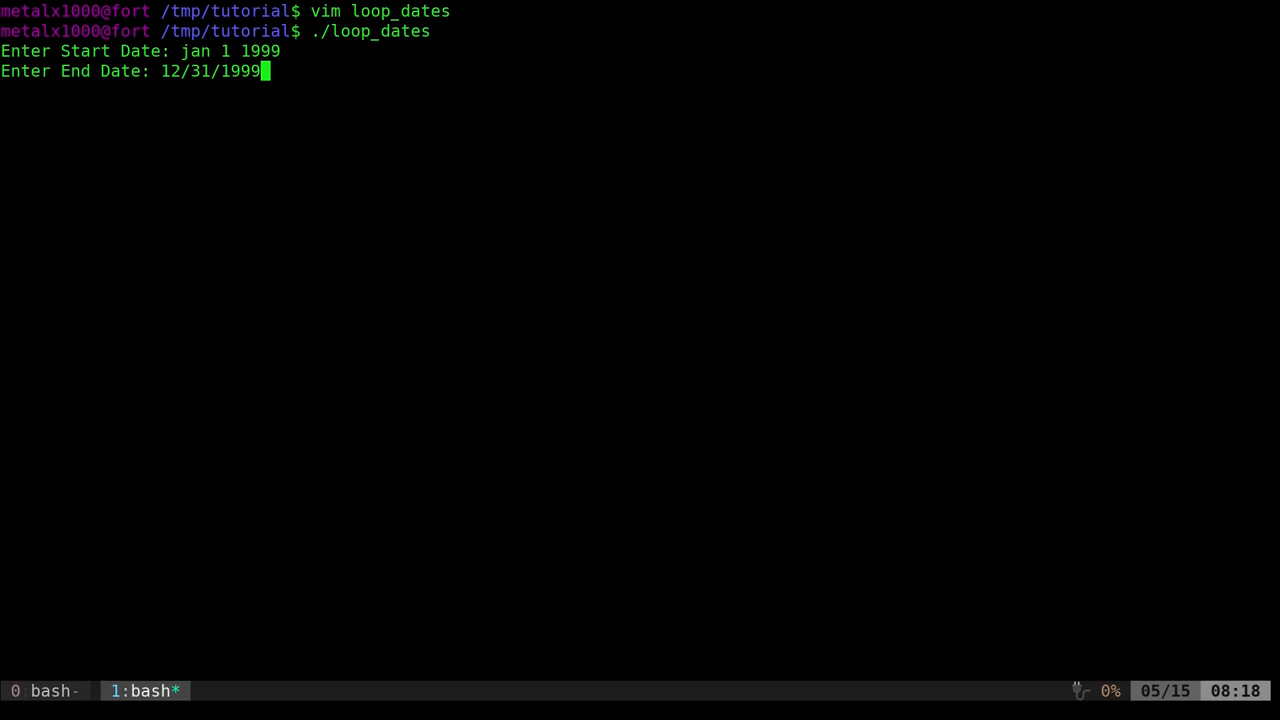 metalx1000@fort /tmp/tutorial$ vim loop_dates
metalx1000@fort /tmp/tutorial$ ./loop_dates
Enter Start Date: jan 1 1999
Enter End Date: 12/31/1999
0 bash- 1:bash* 0% 05/15 08:18